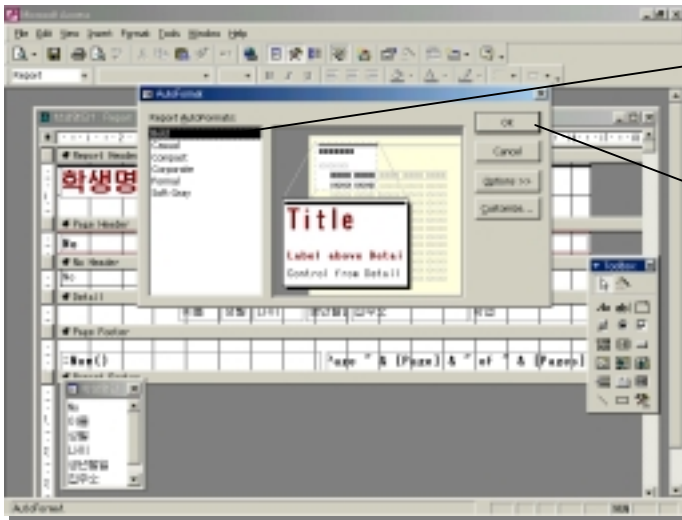 Microsoft Access
File Edit View Insert Format Tools Window Help
Report
AutoFormat
Report AutoFormats:
Bold
Casual
Compact
Corporate
Formal
Soft Gray
OK
Cancel
Options >>
Customize...
Title
Label above Detail
Control from Detail
Report Header
학생명
Page Header
No
No Header
No
Detail
Page Footer
=Now()
"Page " & [Page] & " of " & [Pages]
Toolbox
No
이름
성별
나이
생년월일
집주소
AutoFormat
NUM